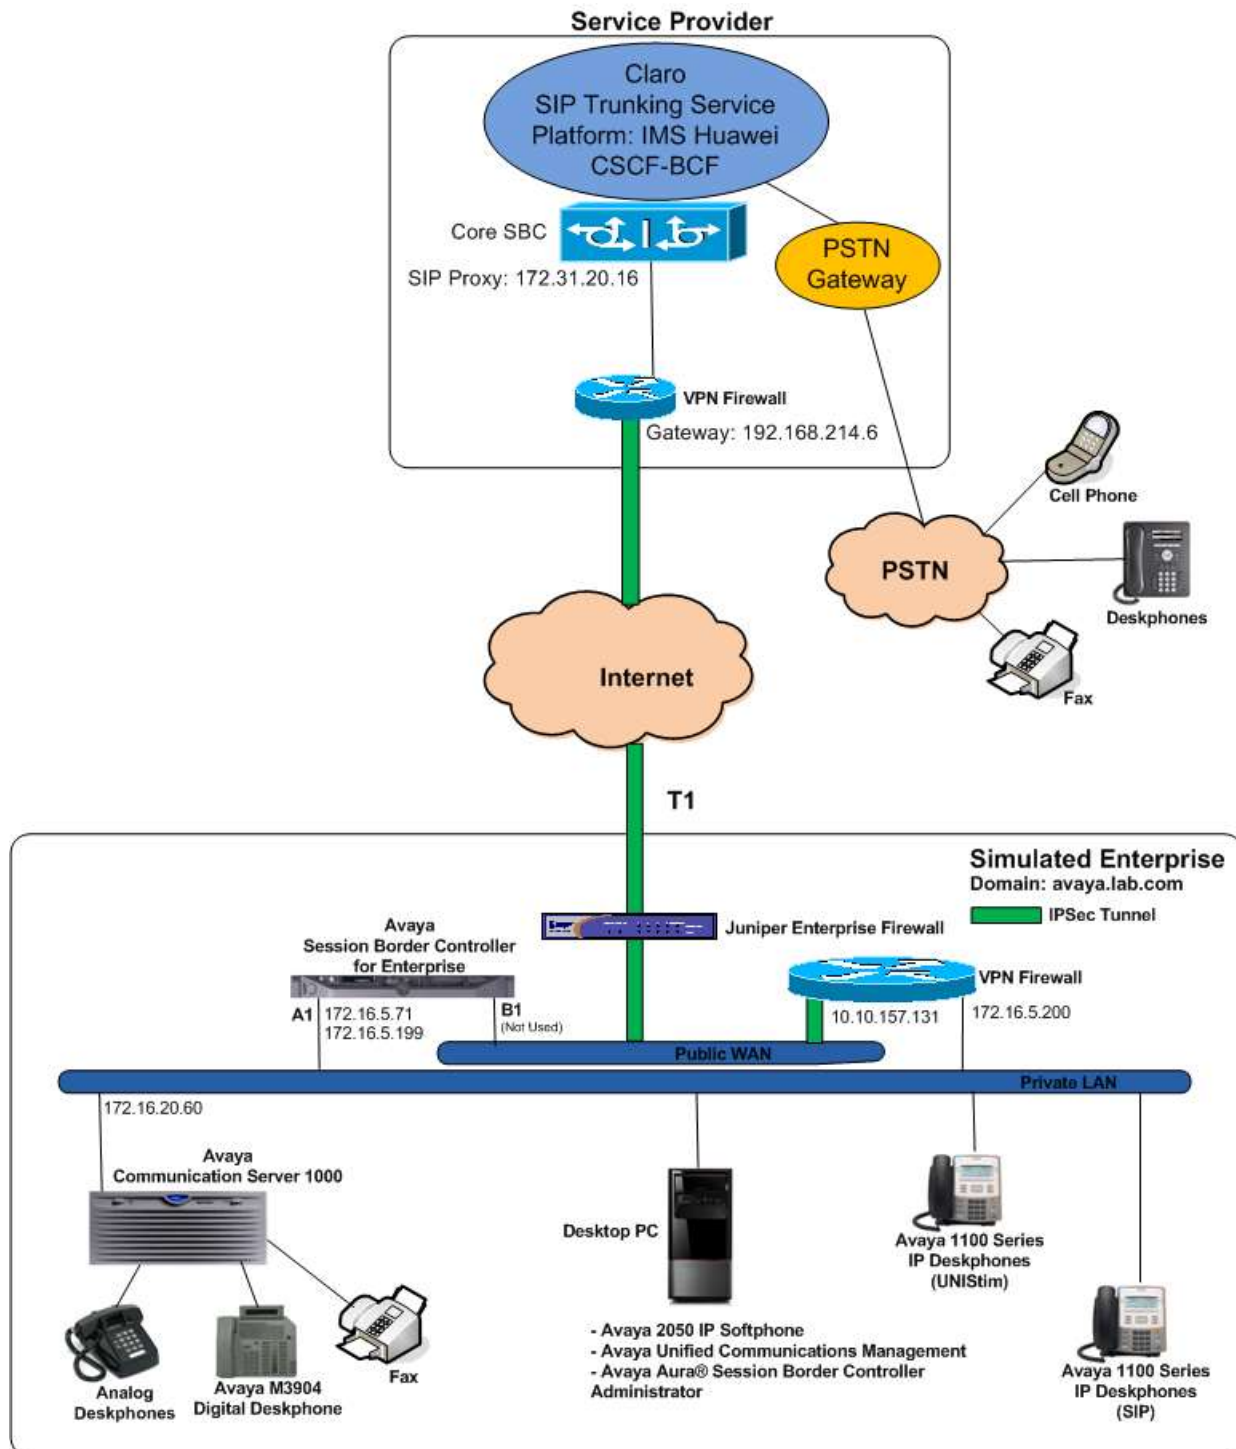 Service Provider
Claro
SIP Trunking Service
Platform: IMS Huawei
CSCF-BCF
Core SBC
SIP Proxy: 172.31.20.16
PSTN
Gateway
VPN Firewall
Gateway: 192.168.214.6
Cell Phone
PSTN
Deskphones
Fax
Internet
T1
Simulated Enterprise
Domain: avaya.lab.com
IPSec Tunnel
Juniper Enterprise Firewall
Avaya
Session Border Controller
for Enterprise
A1
172.16.5.71
172.16.5.199
B1
(Not Used)
VPN Firewall
10.10.157.131
172.16.5.200
Public WAN
Private LAN
172.16.20.60
Avaya
Communication Server 1000
Analog
Deskphones
Avaya M3904
Digital Deskphone
Fax
Desktop PC
- Avaya 2050 IP Softphone
- Avaya Unified Communications Management
- Avaya Aura® Session Border Controller
Administrator
Avaya 1100 Series
IP Deskphones
(UNIStim)
Avaya 1100 Series
IP Deskphones
(SIP)